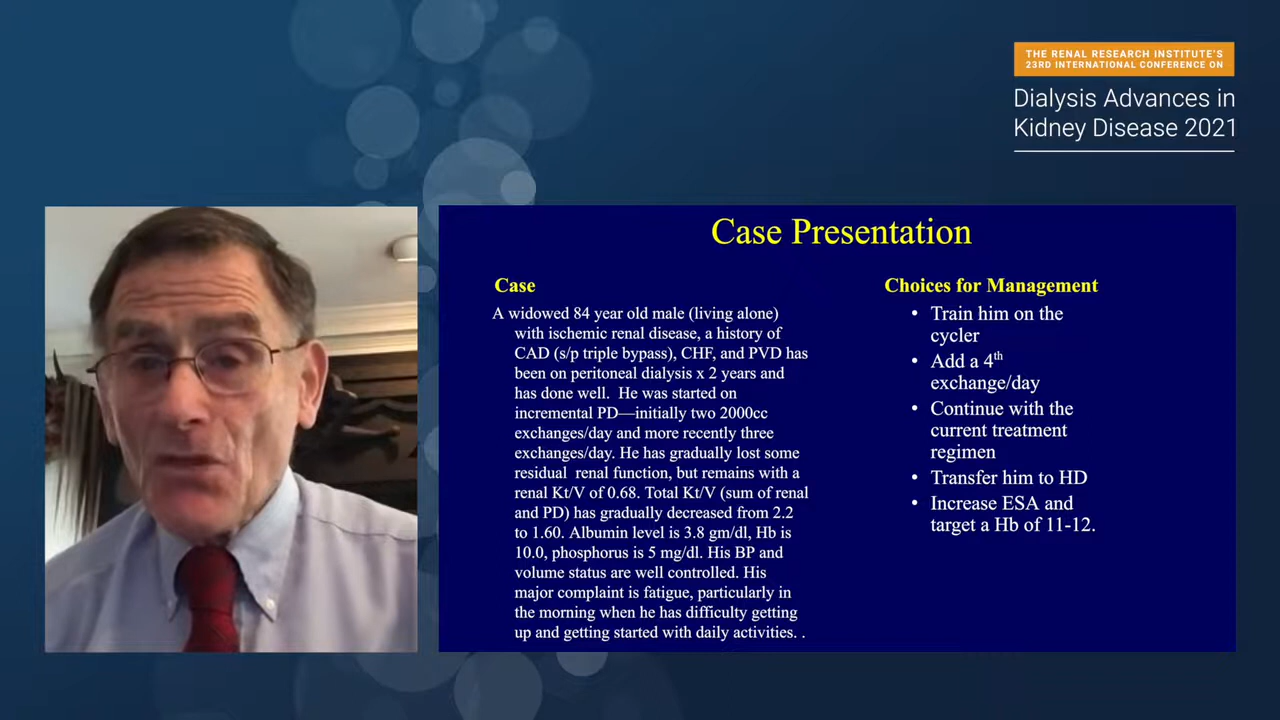 THE RENAL RESEARCH INSTITUTE'S
23RD INTERNATIONAL CONFERENCE ON
Dialysis Advances in
Kidney Disease 2021
Case Presentation
Case
A widowed 84 year old male (living alone)
with ischemic renal disease, a history of
CAD (s/p triple bypass), CHF, and PVD has
been on peritoneal dialysis x 2 years and
has done well. He was started on
incremental PD—initially two 2000cc
exchanges/day and more recently three
exchanges/day. He has gradually lost some
residual renal function, but remains with a
renal Kt/V of 0.68. Total Kt/V (sum of renal
and PD) has gradually decreased from 2.2
to 1.60. Albumin level is 3.8 gm/dl, Hb is
10.0, phosphorus is 5 mg/dl. His BP and
volume status are well controlled. His
major complaint is fatigue, particularly in
the morning when he has difficulty getting
up and getting started with daily activities. .
Choices for Management
• Train him on the
cycler
• Add a 4th
exchange/day
• Continue with the
current treatment
regimen
• Transfer him to HD
• Increase ESA and
target a Hb of 11-12.